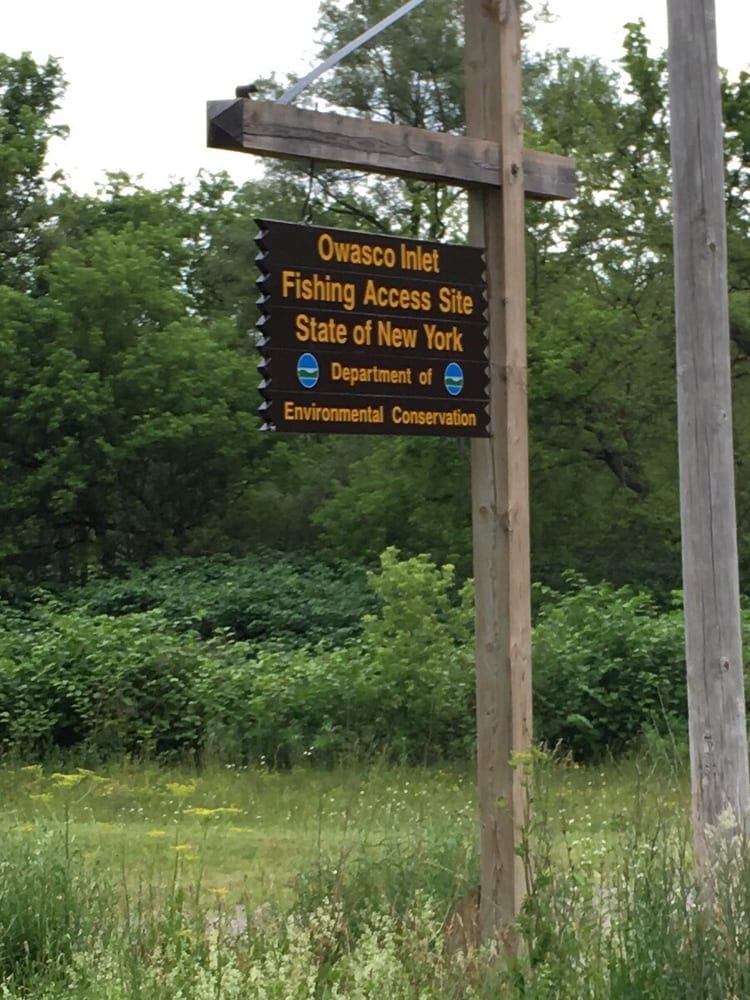 Owasco Inlet
Fishing Access Site
State of New York
Department of
Environmental Conservation